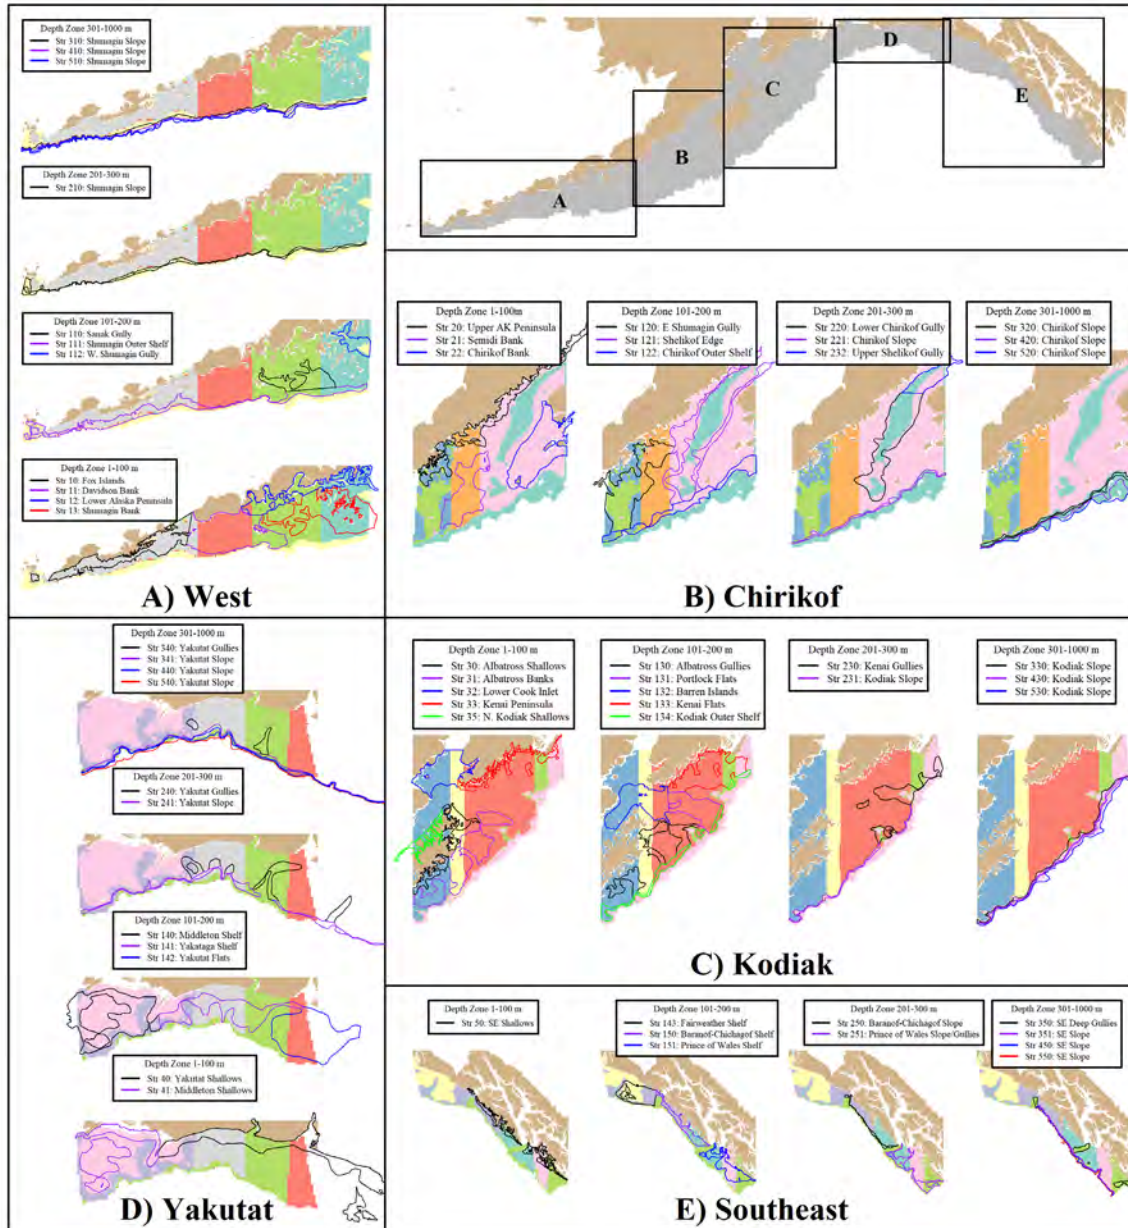 Depth Zone 301-1000 m
Str 310: Shumagin Slope
Str 410: Shumagin Slope
Str 510: Shumagin Slope
Depth Zone 201-300 m
Str 210: Shumagin Slope
Depth Zone 101-200 m
Str 110: Sanak Gully
Str 111: Shumagin Outer Shelf
Str 112: W. Shumagin Gully
Depth Zone 1-100 m
Str 10: Fox Islands
Str 11: Davidson Bank
Str 12: Lower Alaska Peninsula
Str 13: Shumagin Bank
A) West
A
B
C
D
E
Depth Zone 1-100m
Str 20: Upper AK Peninsula
Str 21: Semidi Bank
Str 22: Chirikof Bank
Depth Zone 101-200 m
Str 120: E Shumagin Gully
Str 121: Shelikof Edge
Str 122: Chirikof Outer Shelf
Depth Zone 201-300 m
Str 220: Lower Chirikof Gully
Str 221: Chirikof Slope
Str 232: Upper Shelikof Gully
Depth Zone 301-1000 m
Str 320: Chirikof Slope
Str 420: Chirikof Slope
Str 520: Chirikof Slope
B) Chirikof
Depth Zone 301-1000 m
Str 340: Yakutat Gullies
Str 341: Yakutat Slope
Str 440: Yakutat Slope
Str 540: Yakutat Slope
Depth Zone 201-300 m
Str 240: Yakutat Gullies
Str 241: Yakutat Slope
Depth Zone 101-200 m
Str 140: Middleton Shelf
Str 141: Yakataga Shelf
Str 142: Yakutat Flats
Depth Zone 1-100 m
Str 40: Yakutat Shallows
Str 41: Middleton Shallows
D) Yakutat
Depth Zone 1-100 m
Str 30: Albatross Shallows
Str 31: Albatross Banks
Str 32: Lower Cook Inlet
Str 33: Kenai Peninsula
Str 35: N. Kodiak Shallows
Depth Zone 101-200 m
Str 130: Albatross Gullies
Str 131: Portlock Flats
Str 132: Barren Islands
Str 133: Kenai Flats
Str 134: Kodiak Outer Shelf
Depth Zone 201-300 m
Str 230: Kenai Gullies
Str 231: Kodiak Slope
Depth Zone 301-1000 m
Str 330: Kodiak Slope
Str 430: Kodiak Slope
Str 530: Kodiak Slope
C) Kodiak
Depth Zone 1-100 m
Str 50: SE Shallows
Depth Zone 101-200 m
Str 143: Fairweather Shelf
Str 150: Baranof-Chichagof Shelf
Str 151: Prince of Wales Shelf
Depth Zone 201-300 m
Str 250: Baranof-Chichagof Slope
Str 251: Prince of Wales Slope/Gullies
Depth Zone 301-1000 m
Str 350: SE Deep Gullies
Str 351: SE Slope
Str 450: SE Slope
Str 550: SE Slope
E) Southeast